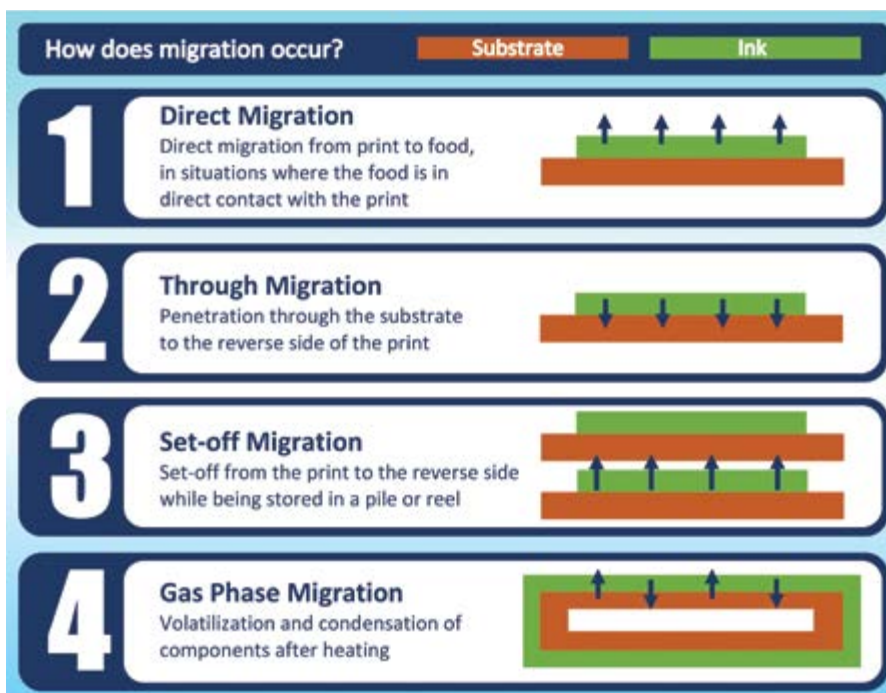 How does migration occur?
Substrate
Ink
1
Direct Migration
Direct migration from print to food,
in situations where the food is in
direct contact with the print
2
Through Migration
Penetration through the substrate
to the reverse side of the print
3
Set-off Migration
Set-off from the print to the reverse side
while being stored in a pile or reel
4
Gas Phase Migration
Volatilization and condensation of
components after heating